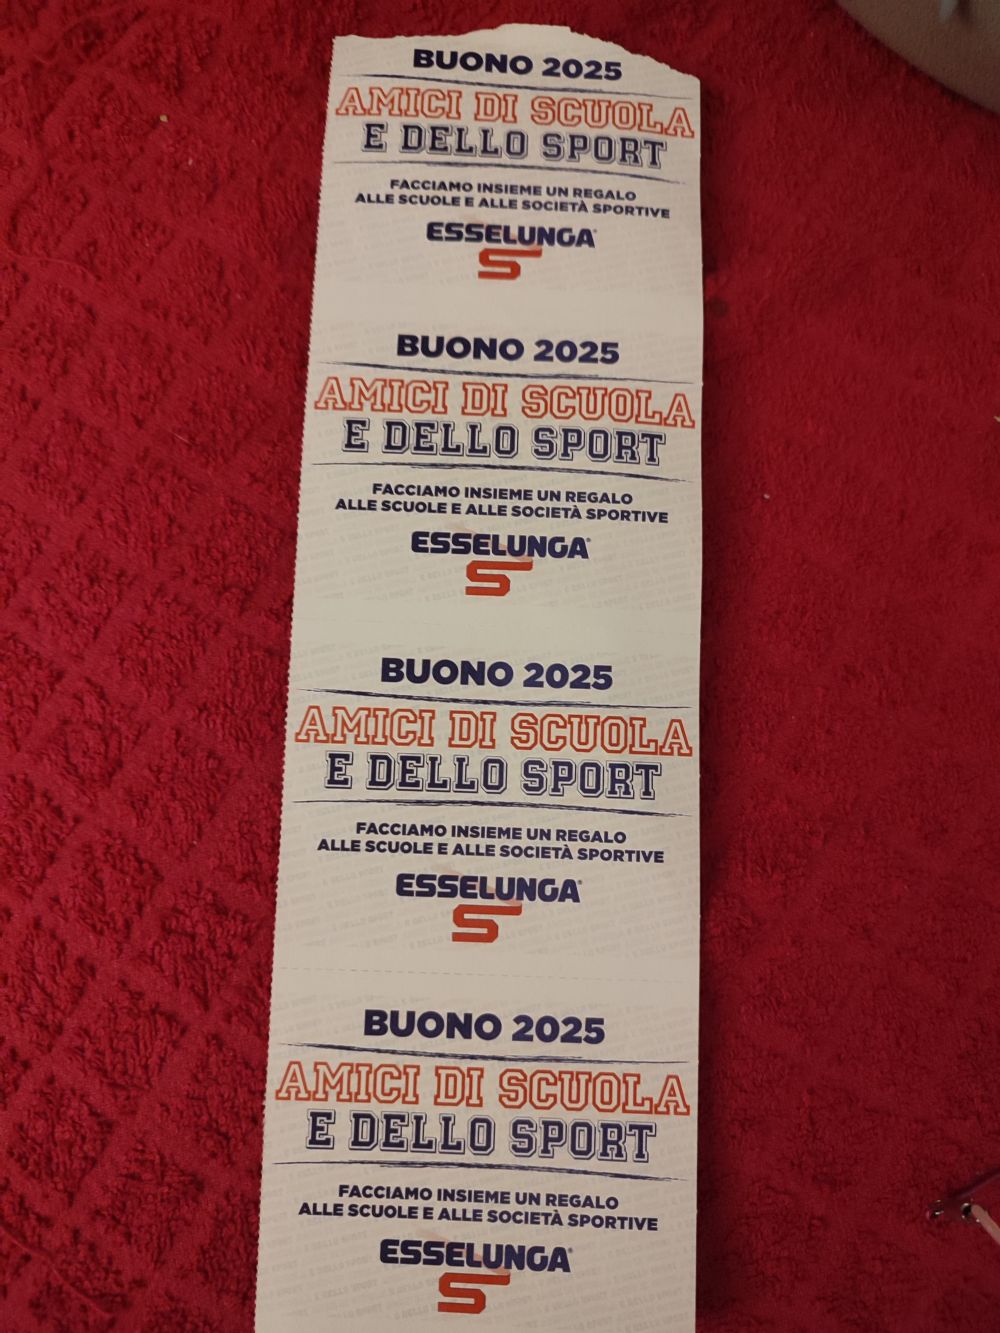 BUONO 2025
AMICI DI SCUOLA
E DELLO SPORT
FACCIAMO INSIEME UN REGALO
ALLE SCUOLE E ALLE SOCIETÀ SPORTIVE
ESSELUNGA®
S
BUONO 2025
AMICI DI SCUOLA
E DELLO SPORT
FACCIAMO INSIEME UN REGALO
ALLE SCUOLE E ALLE SOCIETÀ SPORTIVE
ESSELUNGA®
S
BUONO 2025
AMICI DI SCUOLA
E DELLO SPORT
FACCIAMO INSIEME UN REGALO
ALLE SCUOLE E ALLE SOCIETÀ SPORTIVE
ESSELUNGA®
S
BUONO 2025
AMICI DI SCUOLA
E DELLO SPORT
FACCIAMO INSIEME UN REGALO
ALLE SCUOLE E ALLE SOCIETÀ SPORTIVE
ESSELUNGA®
S